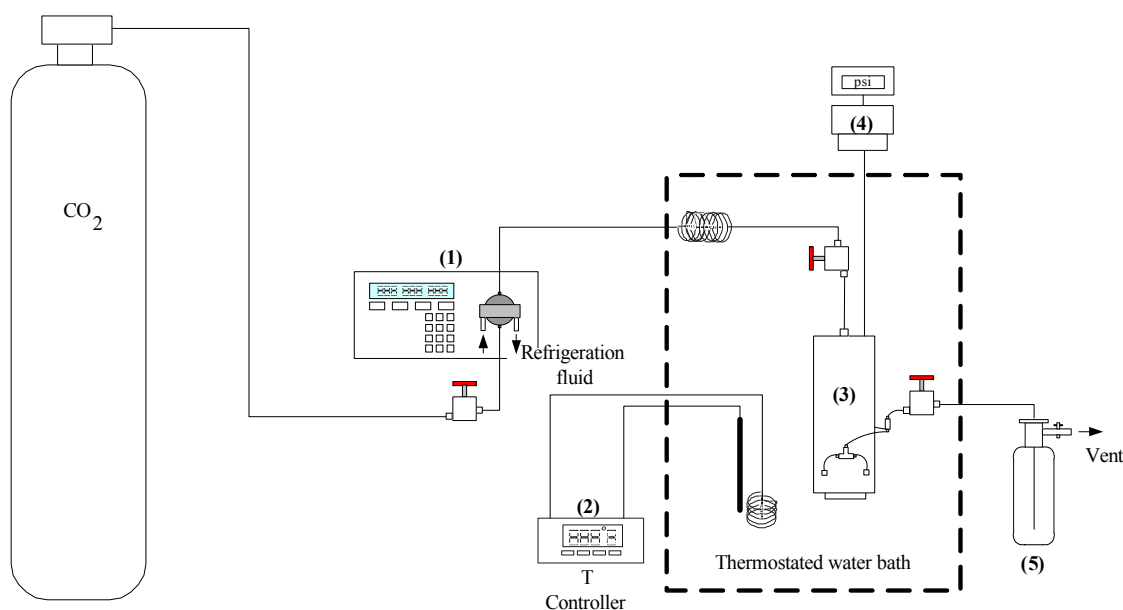 psi
(4)
CO2
(1)
Refrigeration
fluid
(3)
(2)
T
Controller
Thermostated water bath
Vent
(5)